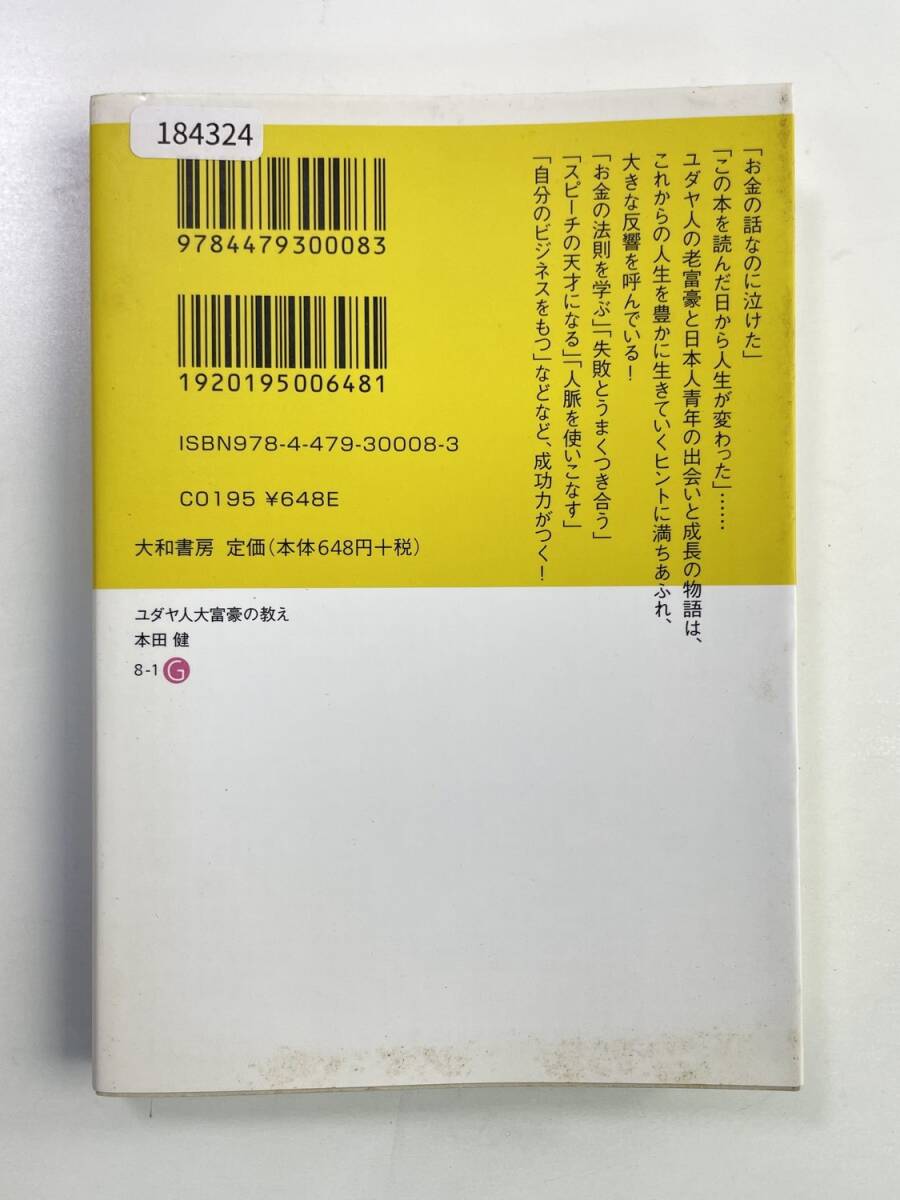 184324
9784479300083
1920195006481
ISBN978-4-479-30008-3
C0195 ¥648E
大和書房 定価(本体648円+税)
「お金の話なのに泣けた」
「この本を読んだ日から人生が変わった」……
ユダヤ人の老富豪と日本人青年の出会いと成長の物語は、
これからの人生を豊かに生きていくヒントに満ちあふれ、
大きな反響を呼んでいる!
「お金の法則を学ぶ」「失敗とうまくつき合う」
「スピーチの天才になる」「人脈を使いこなす」
「自分のビジネスをもつ」などなど、成功力がつく!
ユダヤ人大富豪の教え
本田 健
8-1 G